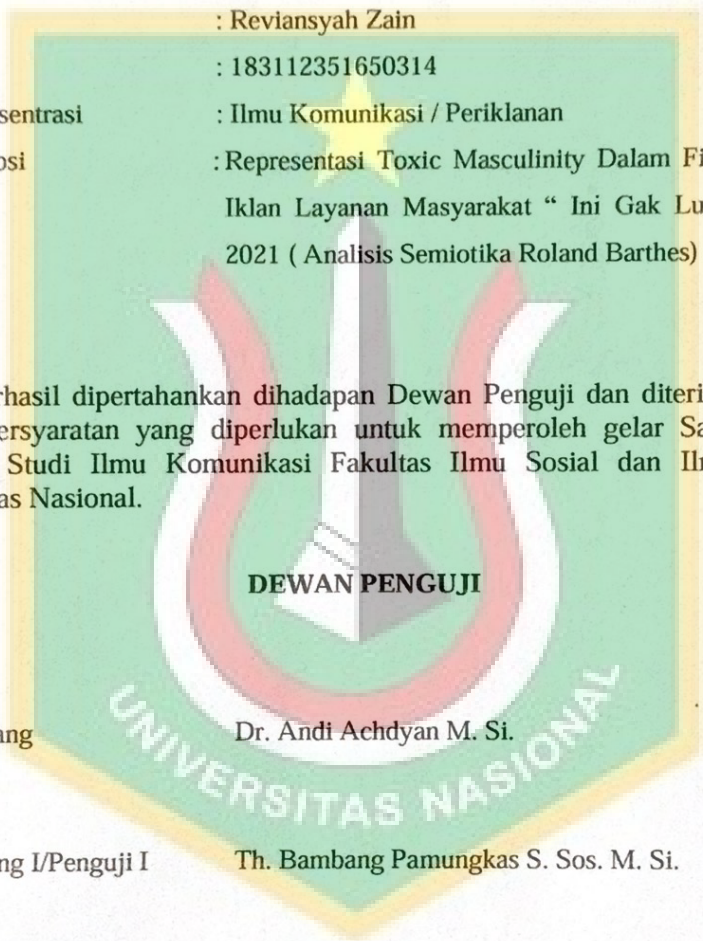 : Reviansyah Zain
: 183112351650314
sentrasi : Ilmu Komunikasi / Periklanan
osi : Representasi Toxic Masculinity Dalam Fi
Iklan Layanan Masyarakat “ Ini Gak Lu
2021 ( Analisis Semiotika Roland Barthes)
rhasil dipertahankan dihadapan Dewan Penguji dan diteri
ersyaratan yang diperlukan untuk memperoleh gelar Sa
Studi Ilmu Komunikasi Fakultas Ilmu Sosial dan Il
as Nasional.
DEWAN PENGUJI
ang Dr. Andi Achdyan M. Si.
UNIVERSITAS NASIONAL
ng I/Penguji I Th. Bambang Pamungkas S. Sos. M. Si.